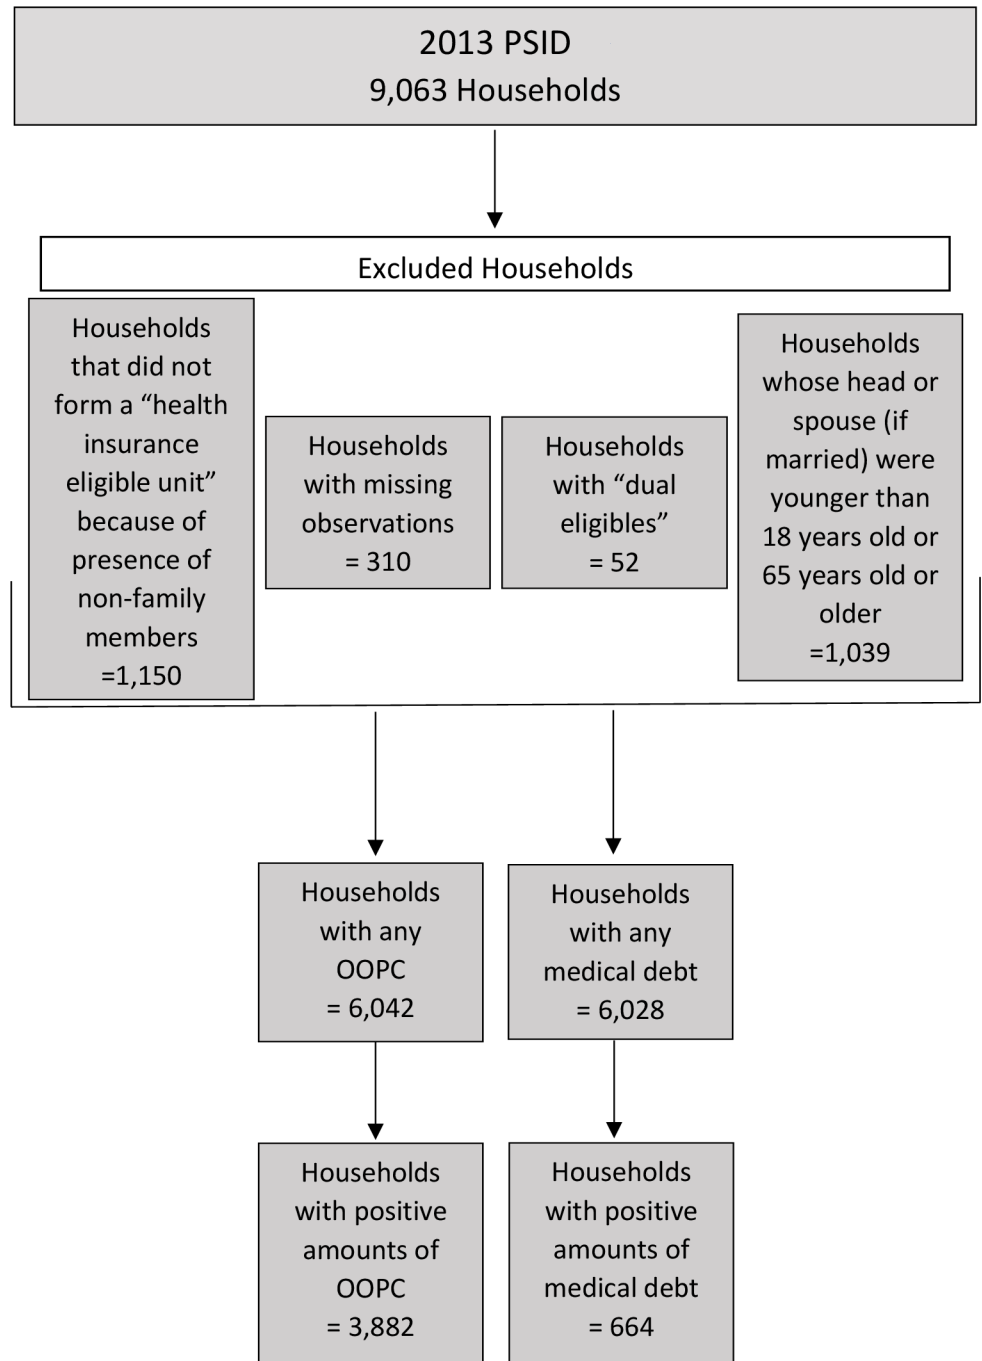 2013 PSID
9,063 Households
Excluded Households
Households
that did not
form a “health
insurance
eligible unit”
because of
presence of
non-family
members
=1,150
Households
with missing
observations
= 310
Households
with “dual
eligibles”
= 52
Households
whose head or
spouse (if
married) were
younger than
18 years old or
65 years old or
older
=1,039
Households
with any
OOPC
= 6,042
Households
with any
medical debt
= 6,028
Households
with positive
amounts of
OOPC
= 3,882
Households
with positive
amounts of
medical debt
= 664